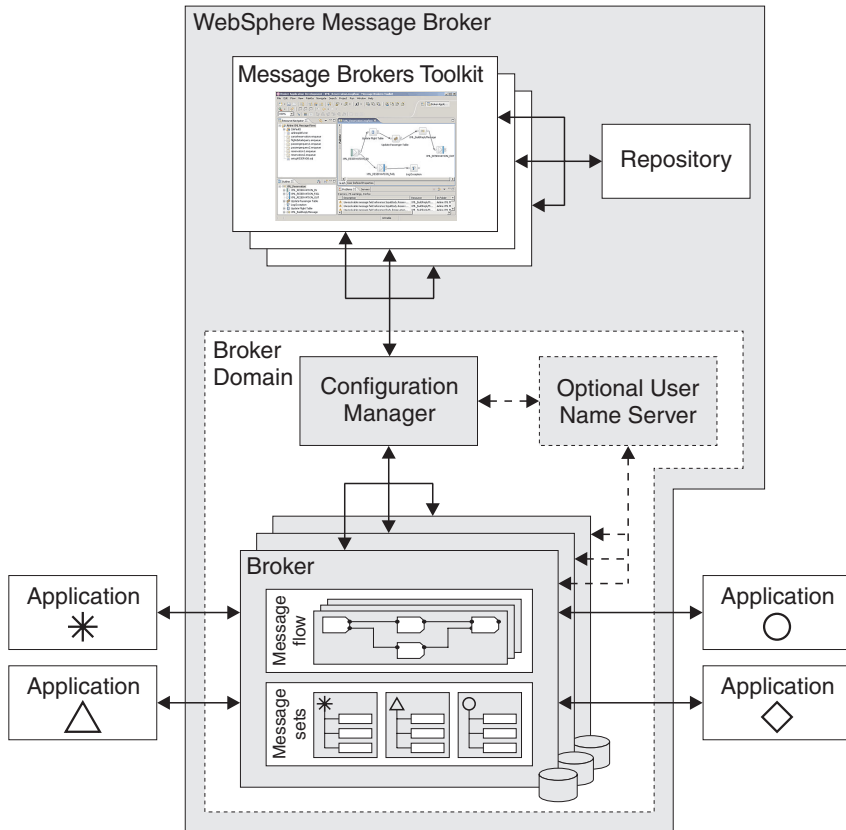 WebSphere Message Broker
Message Brokers Toolkit
Repository
Broker
Domain
Configuration
Manager
Optional User
Name Server
Broker
Application
Message
flow
Application
Application
Message
sets
Application